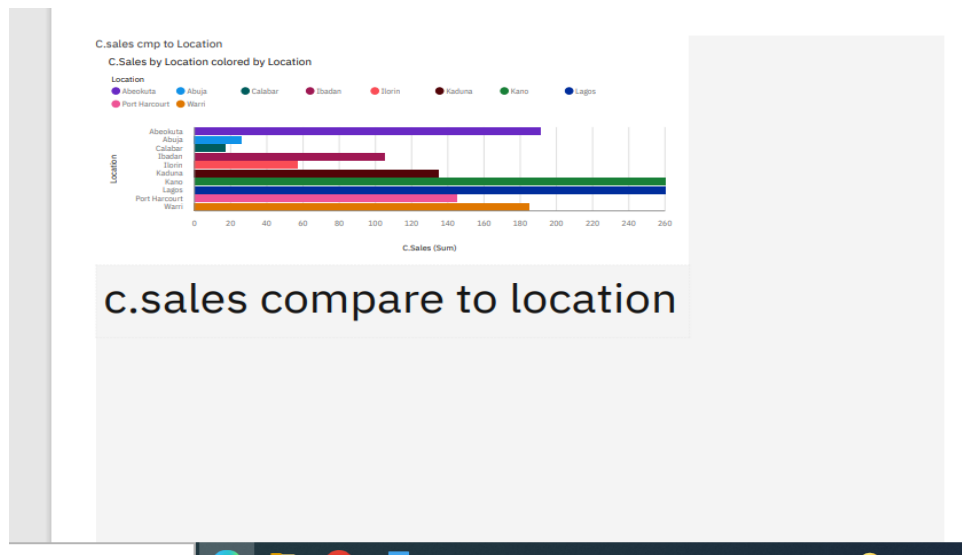 C.sales cmp to Location
C.Sales by Location colored by Location
Location
Abeokuta Abuja Calabar Ibadan Ilorin Kaduna Kano Lagos
Port Harcourt Warri
Location
Abeokuta
Abuja
Calabar
Ibadan
Ilorin
Kaduna
Kano
Lagos
Port Harcourt
Warri
0 20 40 60 80 100 120 140 160 180 200 220 240 260
C.Sales (Sum)
c.sales compare to location